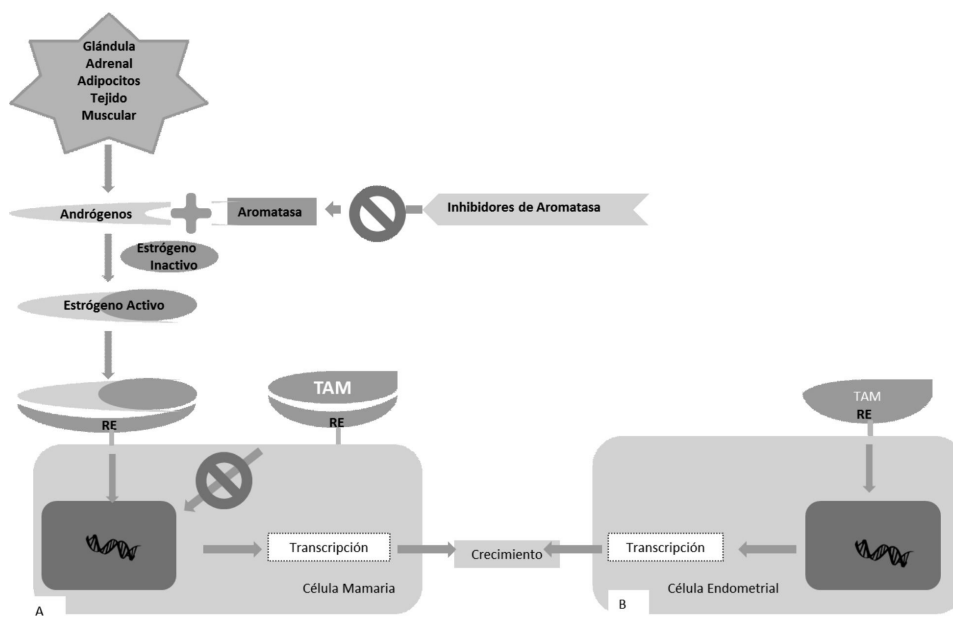 Glándula
Adrenal
Adipocitos
Tejido
Muscular
Andrógenos
Aromatasa
Inhibidores de Aromatasa
Estrógeno
Inactivo
Estrógeno Activo
RE
TAM
RE
TAM
RE
Transcripción
Crecimiento
Transcripción
Célula Mamaria
Célula Endometrial
A
B